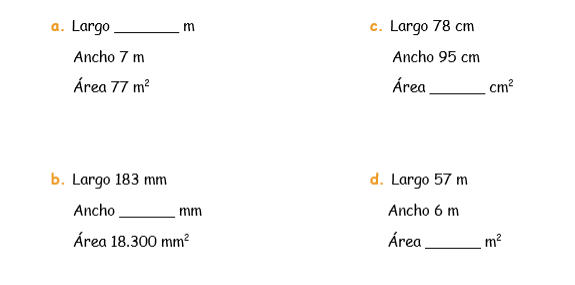 a. Largo ________ m
Ancho 7 m
Área 77 m²
b. Largo 183 mm
Ancho _______ mm
Área 18.300 mm²
c. Largo 78 cm
Ancho 95 cm
Área _______ cm²
d. Largo 57 m
Ancho 6 m
Área _______ m²